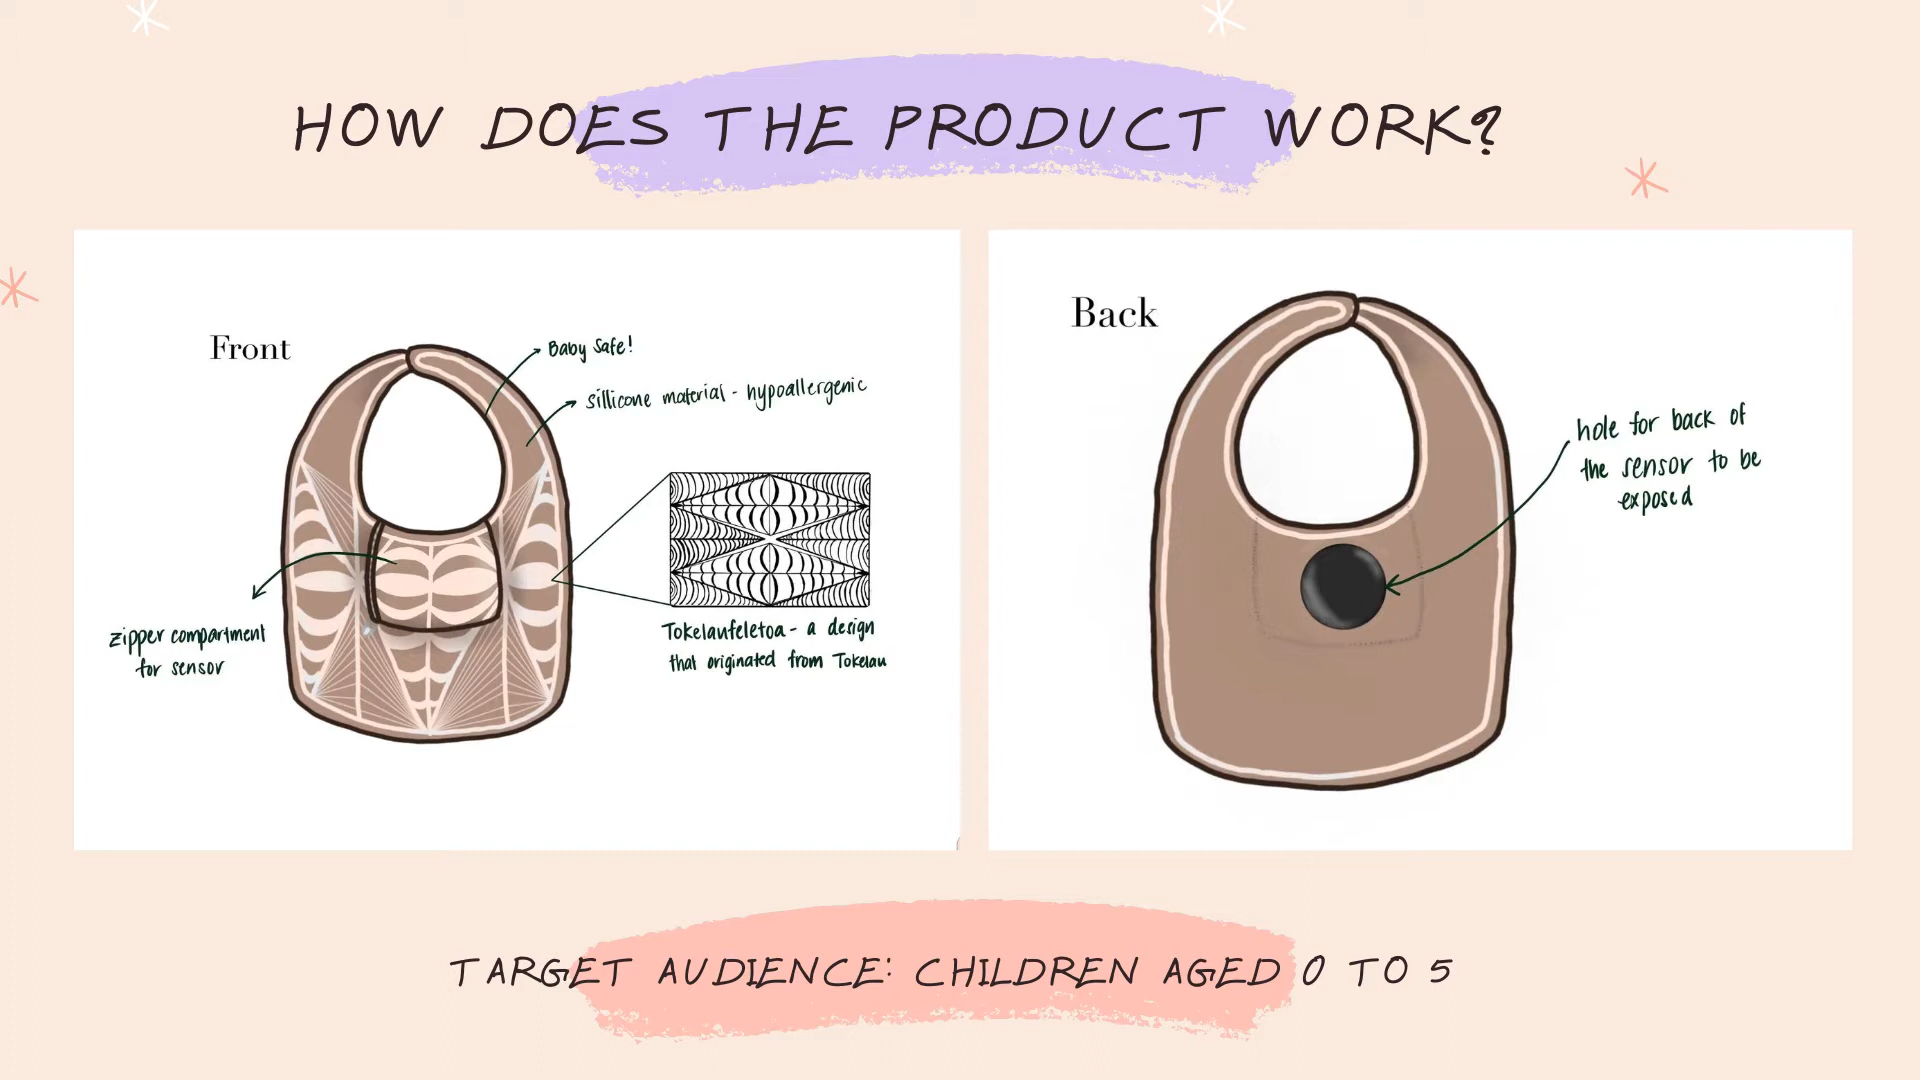 HOW DOES THE PRODUCT WORK?
Front
Baby Safe!
sillicone material - hypoallergenic
Zipper compartment
for sensor
Tokelaufeletoa - a design
that originated from Tokelau
Back
hole for back of
the sensor to be
exposed
TARGET AUDIENCE: CHILDREN AGED 0 TO 5